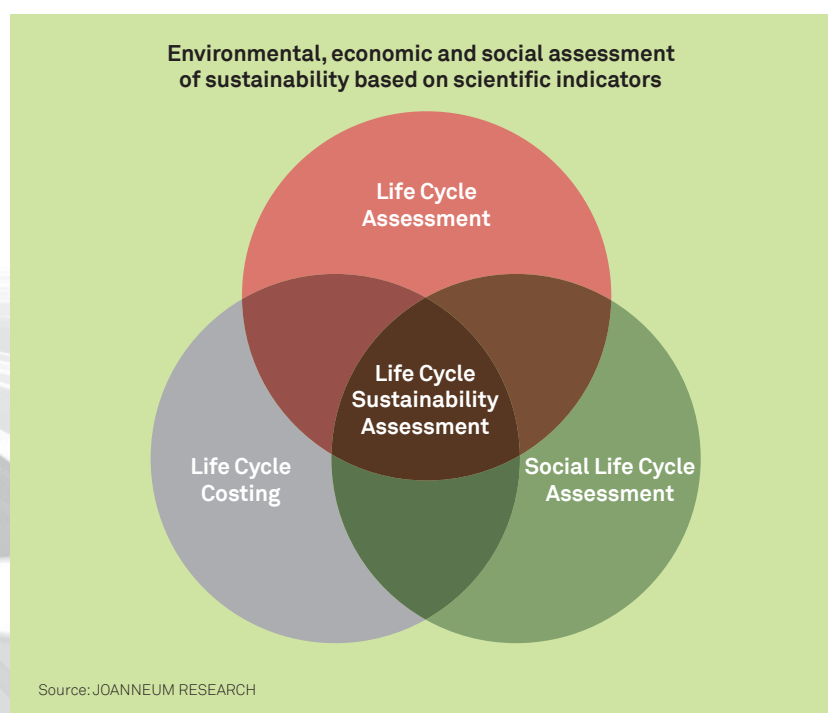 Environmental, economic and social assessment
of sustainability based on scientific indicators
Life Cycle
Assessment
Life Cycle
Sustainability
Assessment
Life Cycle
Costing
Social Life Cycle
Assessment
Source: JOANNEUM RESEARCH